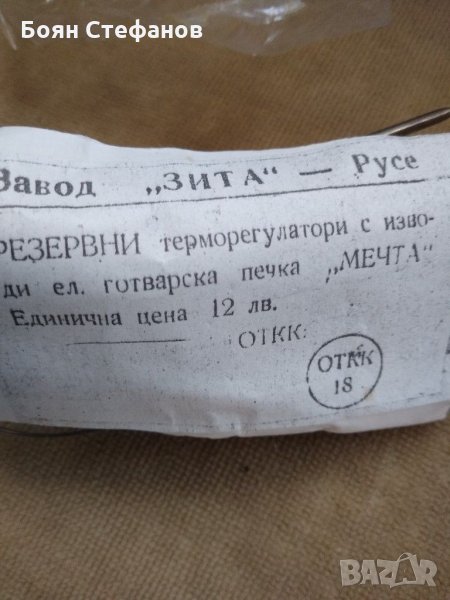 Боян Стефанов
Завод „ЗИТА“ — Русе
РЕЗЕРВНИ терморегулатори с изво-
ди ел. готварска печка „МЕЧТА“
Единична цена 12 лв.
ОТКК:
ОТКК
18
BAZAR